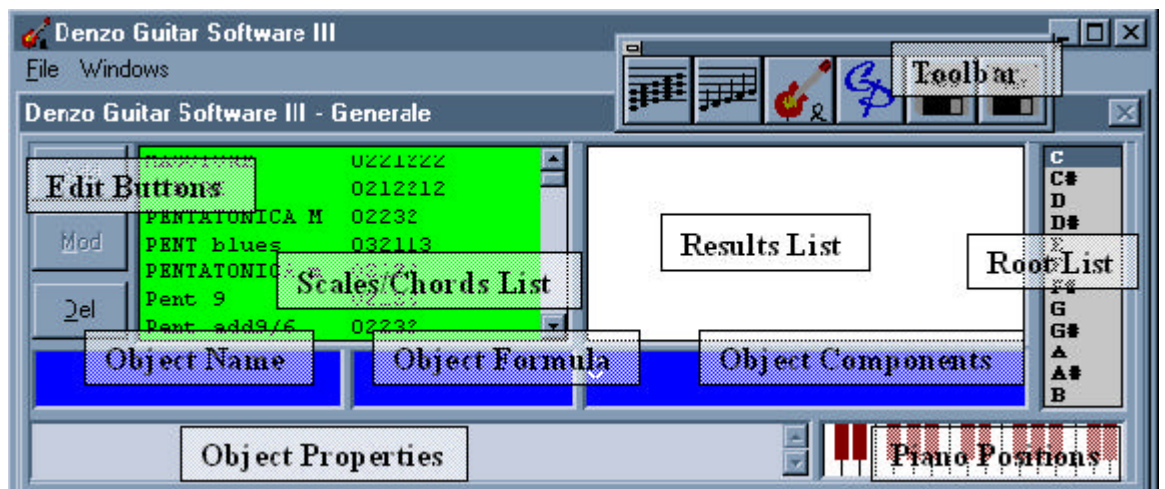 Denzo Guitar Software III
File Windows
Toolbar
Denzo Guitar Software III - Generale
0221222
0212212
Edit Buttons
PENTATONICA M 02232
Mod
PENT blues 032113
PENTATONICA
Scales/Chords List
Pent 9
Del
Pent add9/6 02232
Results List
C
C#
D
D#
E
Root List
F#
G
G#
A
A#
B
Object Name
Object Formula
Object Components
Object Properties
Piano Positions